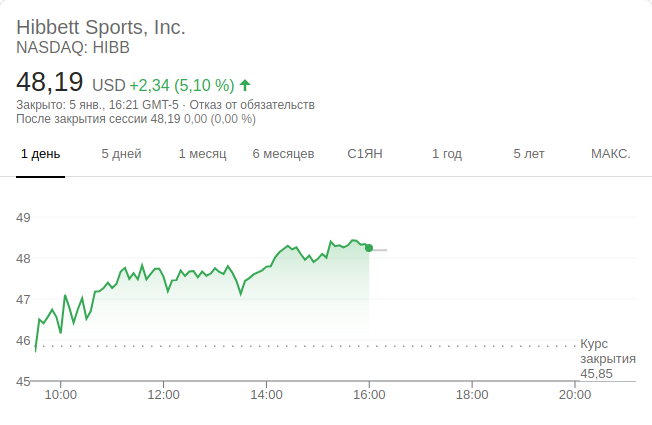 Hibbett Sports, Inc.
NASDAQ: HIBB
48,19 USD +2,34 (5,10 %)
Закрыто: 5 янв., 16:21 GMT-5 · Отказ от обязательств
После закрытия сессии 48,19 0,00 (0,00 %)
1 день 5 дней 1 месяц 6 месяцев С1ЯН 1 год 5 лет МАКС.
49
48
47
46
Курс
закрытия
45,85
45
10:00 12:00 14:00 16:00 18:00 20:00